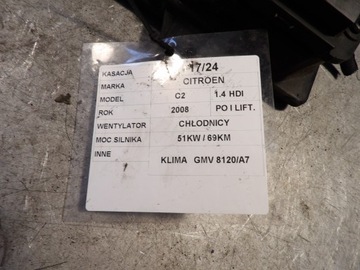 KASACJA 17/24
MARKA CITROEN
MODEL C2 1.4 HDI
ROK 2008 PO I LIFT.
WENTYLATOR CHŁODNICY
MOC SILNIKA 51KW / 69KM
INNE KLIMA GMV 8120/A7